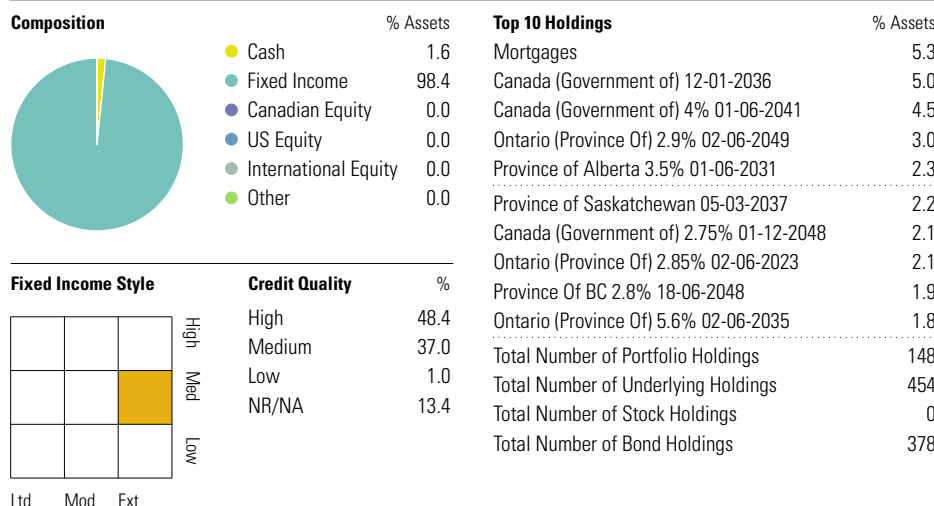 Composition % Assets
Cash 1.6
Fixed Income 98.4
Canadian Equity 0.0
US Equity 0.0
International Equity 0.0
Other 0.0
Fixed Income Style
High
Med
Low
Ltd Mod Ext
Credit Quality %
High 48.4
Medium 37.0
Low 1.0
NR/NA 13.4
Top 10 Holdings % Assets
Mortgages 5.3
Canada (Government of) 12-01-2036 5.0
Canada (Government of) 4% 01-06-2041 4.5
Ontario (Province Of) 2.9% 02-06-2049 3.0
Province of Alberta 3.5% 01-06-2031 2.3
Province of Saskatchewan 05-03-2037 2.2
Canada (Government of) 2.75% 01-12-2048 2.1
Ontario (Province Of) 2.85% 02-06-2023 2.1
Province Of BC 2.8% 18-06-2048 1.9
Ontario (Province Of) 5.6% 02-06-2035 1.8
Total Number of Portfolio Holdings 148
Total Number of Underlying Holdings 454
Total Number of Stock Holdings 0
Total Number of Bond Holdings 378